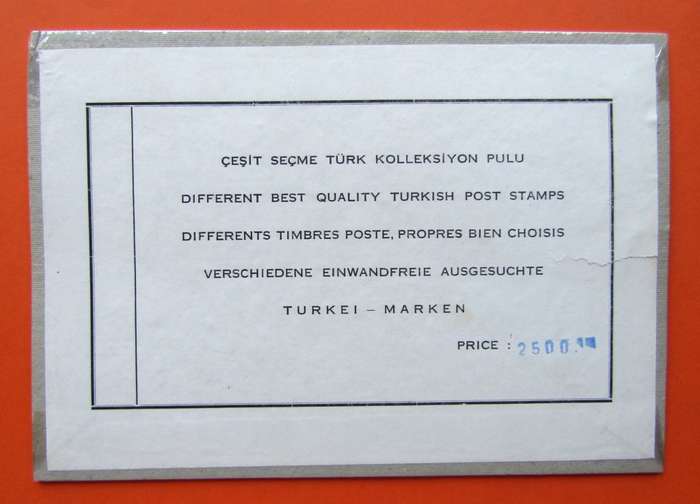 ÇEŞİT SEÇME TÜRK KOLLEKSİYON PULU
DIFFERENT BEST QUALITY TURKISH POST STAMPS
DIFFERENTS TIMBRES POSTE, PROPRES BIEN CHOISIS
VERSCHIEDENE EINWANDFREIE AUSGESUCHTE
TURKEI – MARKEN
PRICE : 2500.